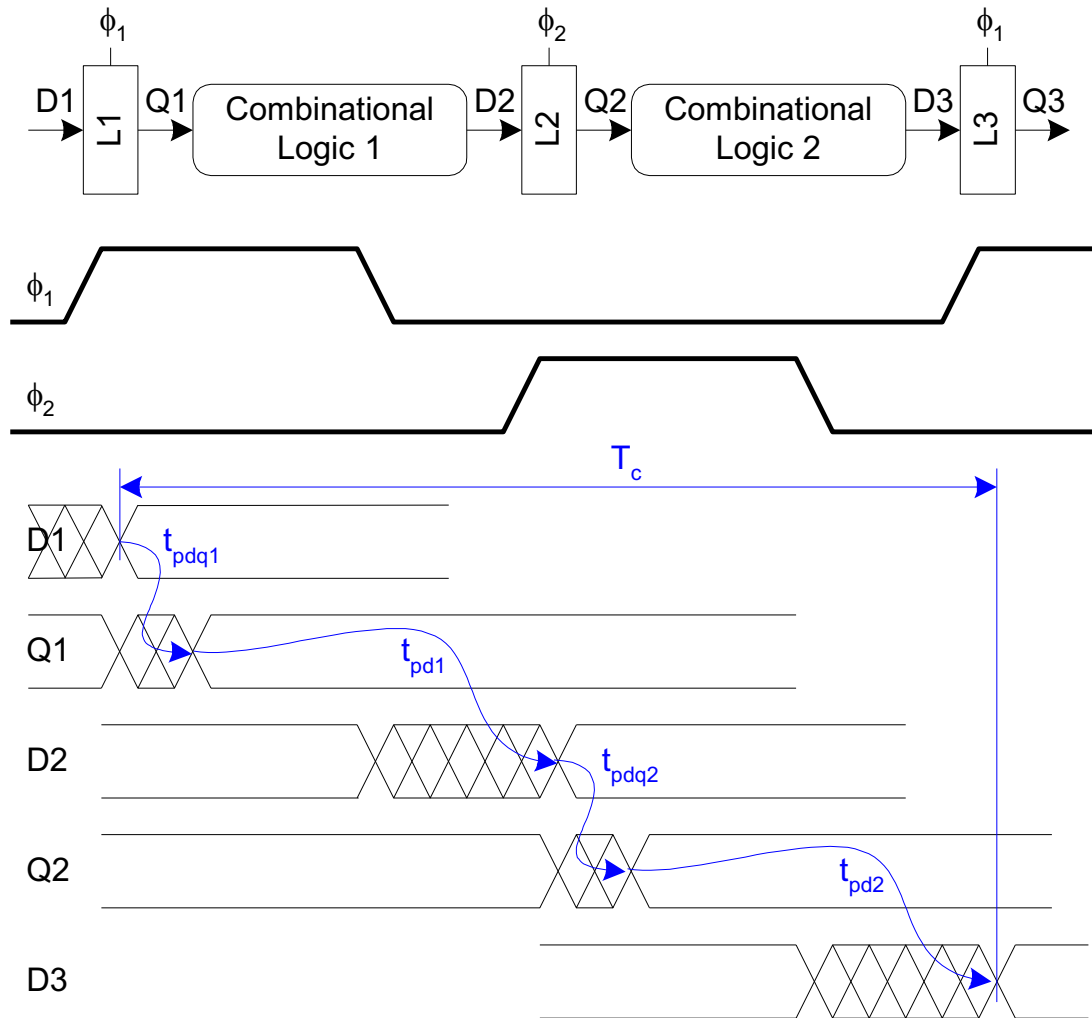 ϕ1 ϕ2 ϕ1
D1 L1 Q1 Combinational Logic 1 D2 L2 Q2 Combinational Logic 2 D3 L3 Q3
ϕ1
ϕ2
Tc
D1
tpdq1
Q1
tpd1
D2
tpdq2
Q2
tpd2
D3